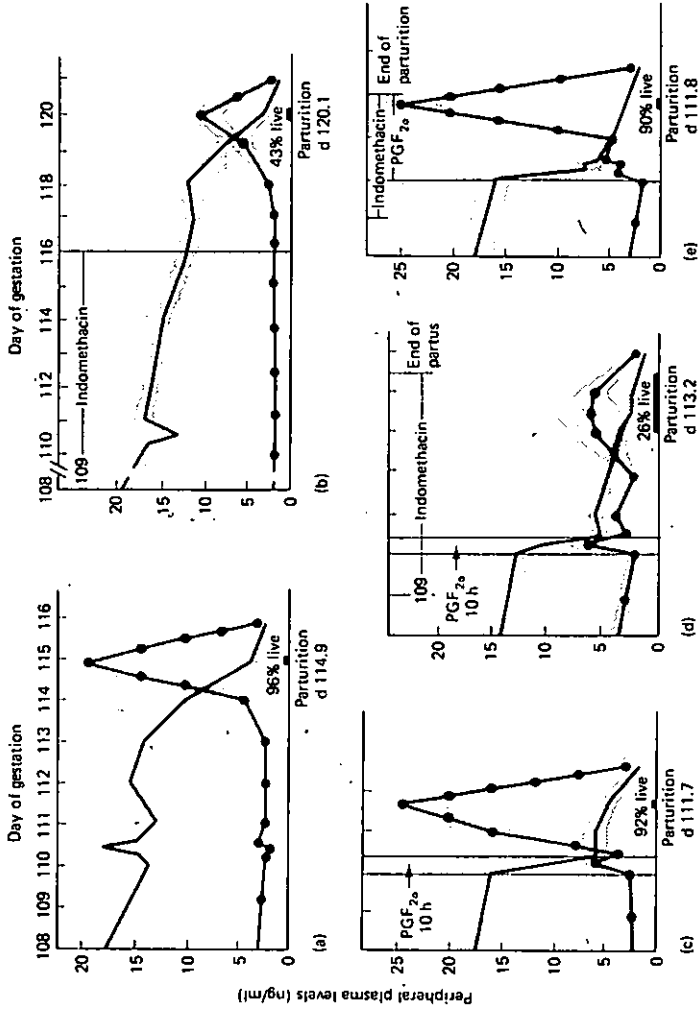 Day of gestation
108 109 110 111 112 113 114 115 116
20
15
10
5
0
96% live
Parturition
d 114.9
(a)
Day of gestation
108 110 112 114 116 118 120
109 Indomethacin
20
15
10
5
0
43% live
Parturition
d 120.1
(b)
Peripheral plasma levels (ng/ml)
25
20
15
10
5
0
PGF2α
10 h
92% live
Parturition
d 111.7
(c)
20
15
10
5
0
109 Indomethacin
End of
partus
PGF2α
10 h
26% live
Parturition
d 113.2
(d)
25
20
15
10
5
0
Indomethacin
PGF2α
End of
parturition
90% live
Parturition
d 111.8
(e)